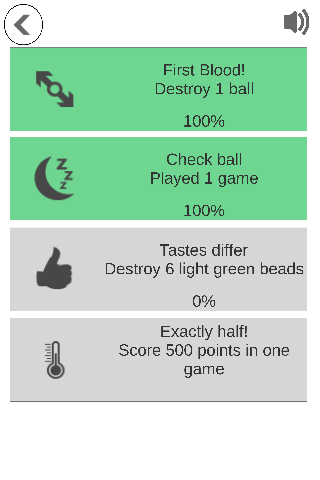 First Blood!
Destroy 1 ball
100%
Check ball
Played 1 game
100%
Tastes differ
Destroy 6 light green beads
0%
Exactly half!
Score 500 points in one
game